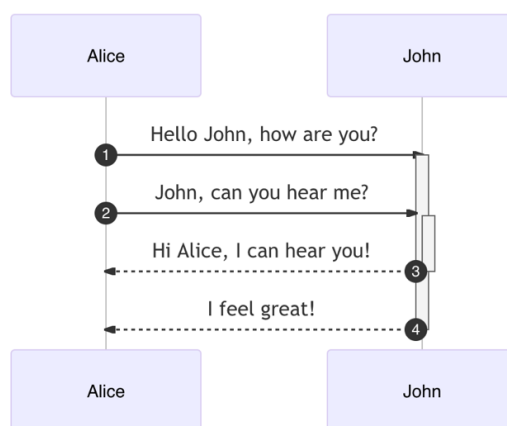 Alice
John
Hello John, how are you?
1
John, can you hear me?
2
Hi Alice, I can hear you!
3
I feel great!
4
Alice
John